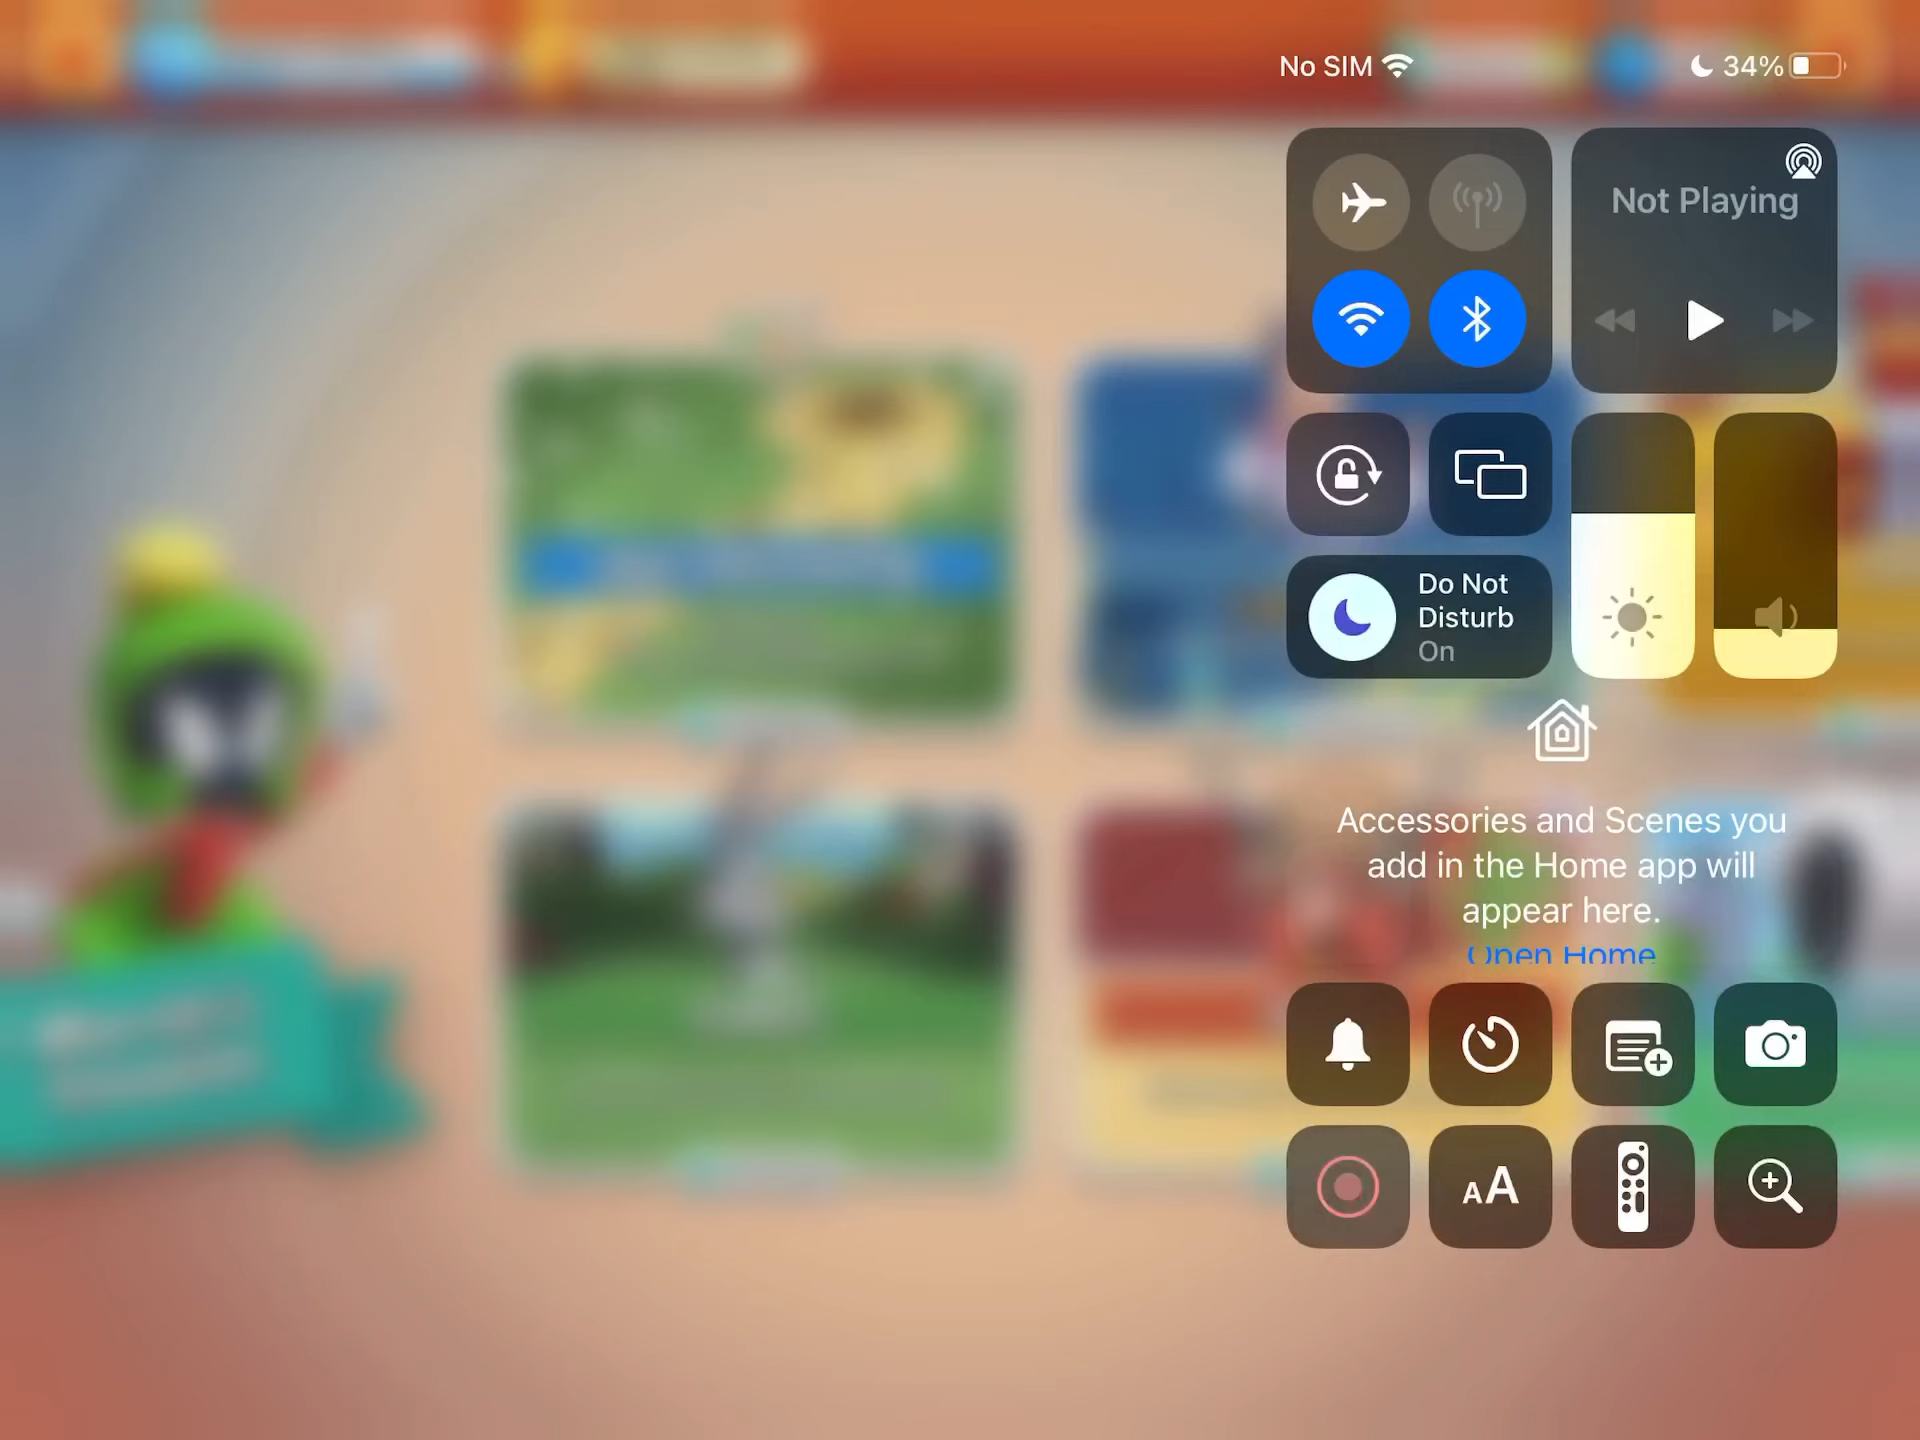 No SIM
34%
Not Playing
Do Not
Disturb
On
Accessories and Scenes you
add in the Home app will
appear here.
Open Home
AA